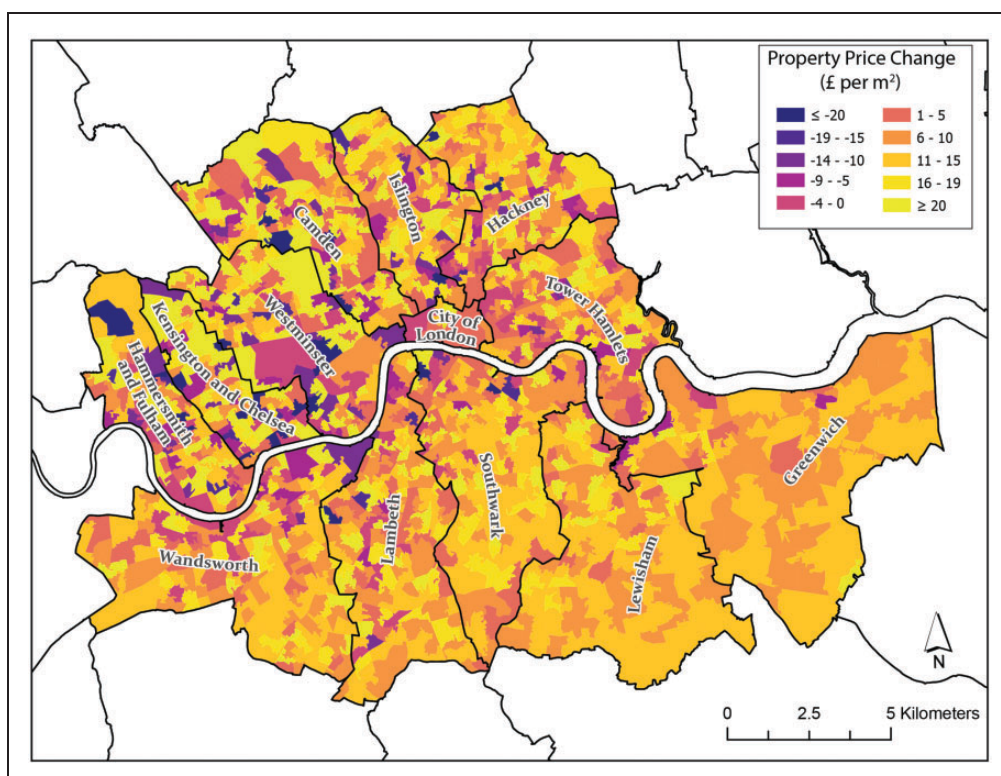 Property Price Change
(£ per m²)
≤ -20
-19 - -15
-14 - -10
-9 - -5
-4 - 0
1 - 5
6 - 10
11 - 15
16 - 19
≥ 20
Camden
Islington
Hackney
Westminster
City of
London
Tower Hamlets
Kensington and Chelsea
Hammersmith
and Fulham
Wandsworth
Lambeth
Southwark
Lewisham
Greenwich
N
0 2.5 5 Kilometers